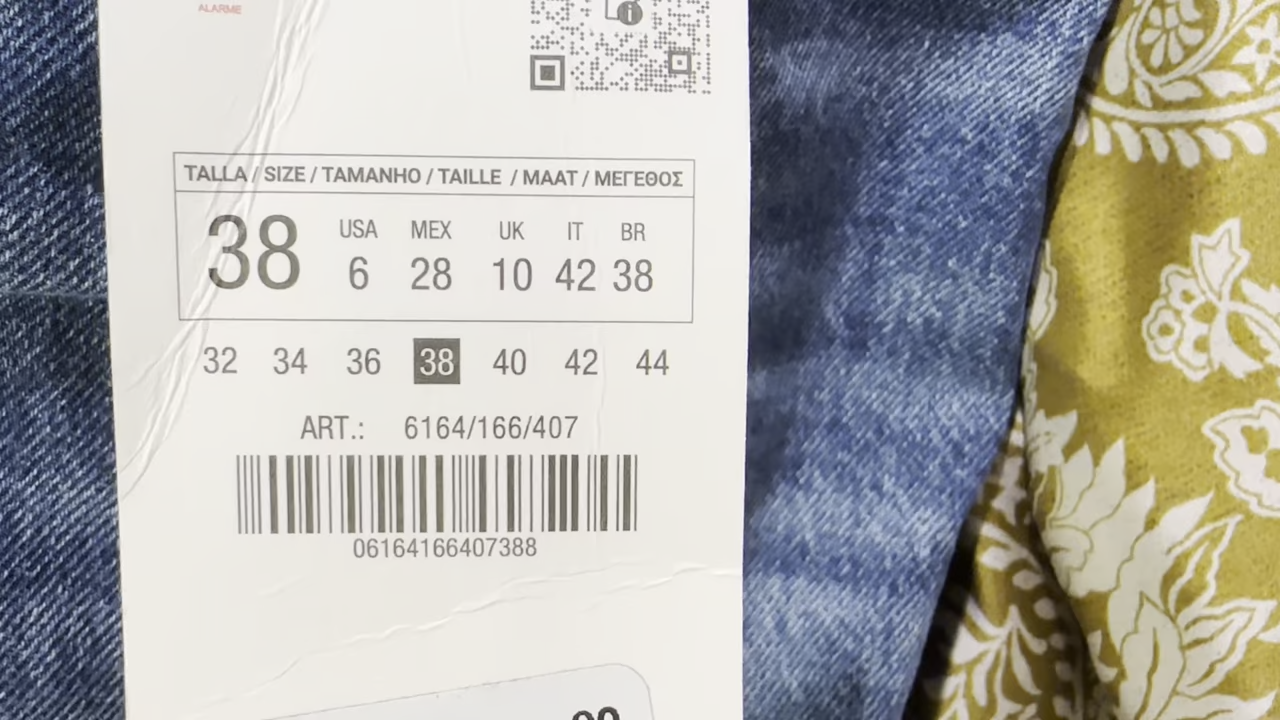 ALARME
TALLA / SIZE / TAMANHO / TAILLE / MAAT / ΜΕΓΕΘΟΣ
38 USA MEX UK IT BR
6 28 10 42 38
32 34 36 38 40 42 44
ART.: 6164/166/407
06164166407388